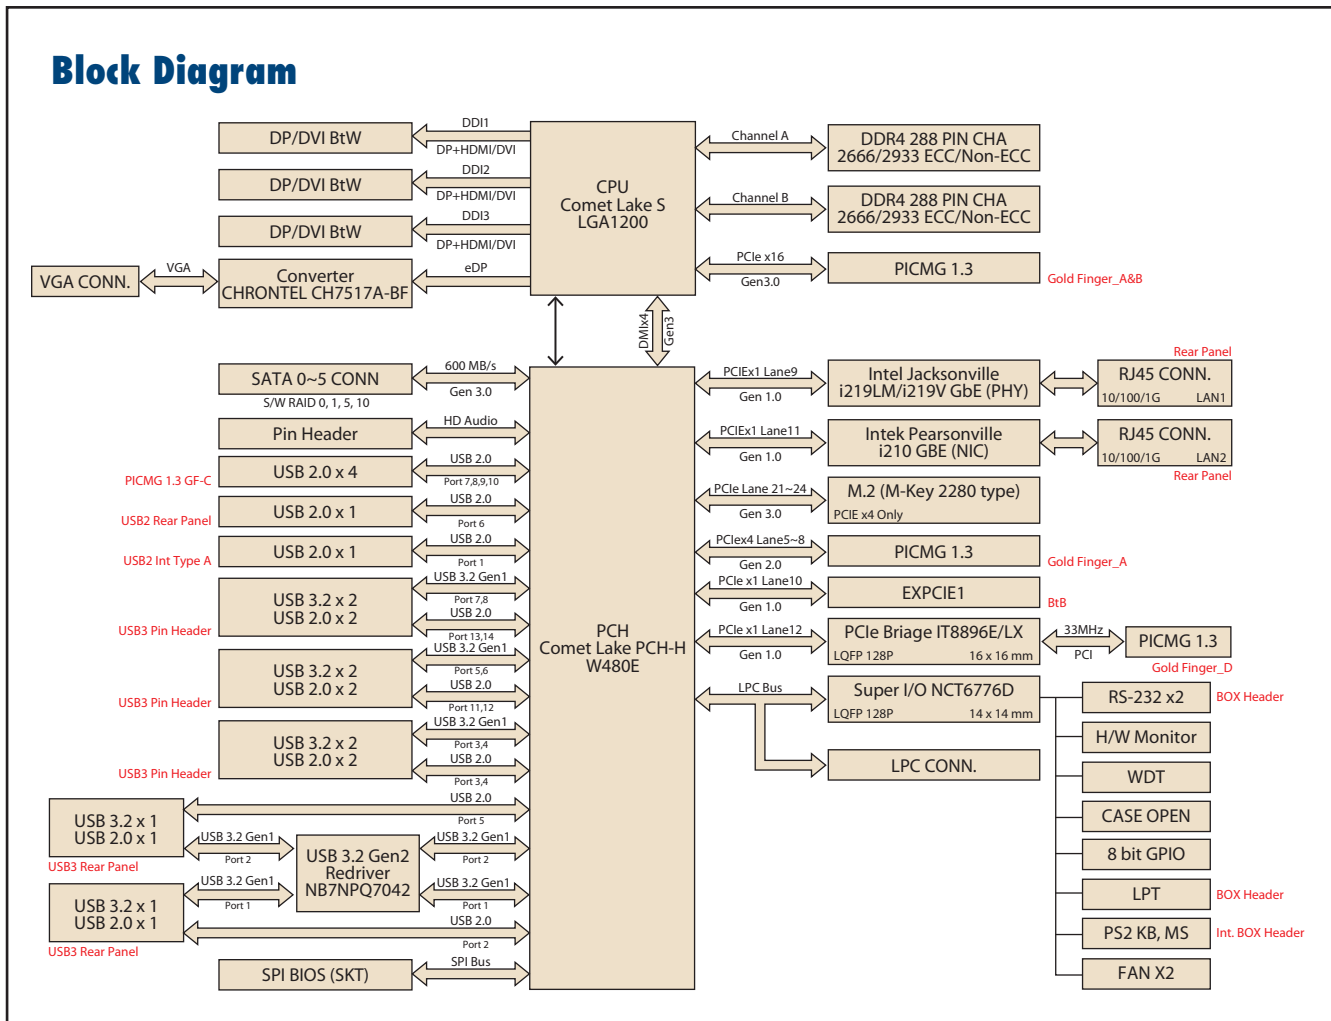 Block Diagram
DP/DVI BtW
DDI1
DP+HDMI/DVI
DP/DVI BtW
DDI2
DP+HDMI/DVI
DP/DVI BtW
DDI3
DP+HDMI/DVI
VGA CONN.
VGA
Converter
CHRONTEL CH7517A-BF
eDP
CPU
Comet Lake S
LGA1200
Channel A
DDR4 288 PIN CHA
2666/2933 ECC/Non-ECC
Channel B
DDR4 288 PIN CHA
2666/2933 ECC/Non-ECC
PCIe x16
Gen3.0
PICMG 1.3
Gold Finger_A&B
DMIx4
Gen3
SATA 0~5 CONN
S/W RAID 0, 1, 5, 10
600 MB/s
Gen 3.0
Pin Header
HD Audio
PICMG 1.3 GF-C
USB 2.0 x 4
USB 2.0
Port 7,8,9,10
USB2 Rear Panel
USB 2.0 x 1
USB 2.0
Port 6
USB2 Int Type A
USB 2.0 x 1
USB 2.0
Port 1
USB3 Pin Header
USB 3.2 x 2
USB 2.0 x 2
USB 3.2 Gen1
Port 7,8
USB 2.0
Port 13,14
USB3 Pin Header
USB 3.2 x 2
USB 2.0 x 2
USB 3.2 Gen1
Port 5,6
USB 2.0
Port 11,12
USB3 Pin Header
USB 3.2 x 2
USB 2.0 x 2
USB 3.2 Gen1
Port 3,4
USB 2.0
Port 3,4
USB 3.2 x 1
USB 2.0 x 1
USB3 Rear Panel
USB 2.0
Port 5
USB 3.2 Gen1
Port 2
USB 3.2 Gen2
Redriver
NB7NPQ7042
USB 3.2 Gen1
Port 2
USB 3.2 x 1
USB 2.0 x 1
USB3 Rear Panel
USB 3.2 Gen1
Port 1
USB 3.2 Gen1
Port 1
USB 2.0
Port 2
SPI BIOS (SKT)
SPI Bus
PCH
Comet Lake PCH-H
W480E
PCIEx1 Lane9
Gen 1.0
Intel Jacksonville
i219LM/i219V GbE (PHY)
Rear Panel
RJ45 CONN.
10/100/1G LAN1
PCIEx1 Lane11
Gen 1.0
Intek Pearsonville
i210 GBE (NIC)
RJ45 CONN.
10/100/1G LAN2
Rear Panel
PCIe Lane 21~24
Gen 3.0
M.2 (M-Key 2280 type)
PCIE x4 Only
PCIex4 Lane5~8
Gen 2.0
PICMG 1.3
Gold Finger_A
PCIe x1 Lane10
Gen 1.0
EXPCIE1
BtB
PCIe x1 Lane12
Gen 1.0
PCIe Briage IT8896E/LX
LQFP 128P 16 x 16 mm
33MHz
PCI
PICMG 1.3
Gold Finger_D
LPC Bus
Super I/O NCT6776D
LQFP 128P 14 x 14 mm
LPC CONN.
RS-232 x2
BOX Header
H/W Monitor
WDT
CASE OPEN
8 bit GPIO
LPT
BOX Header
PS2 KB, MS
Int. BOX Header
FAN X2